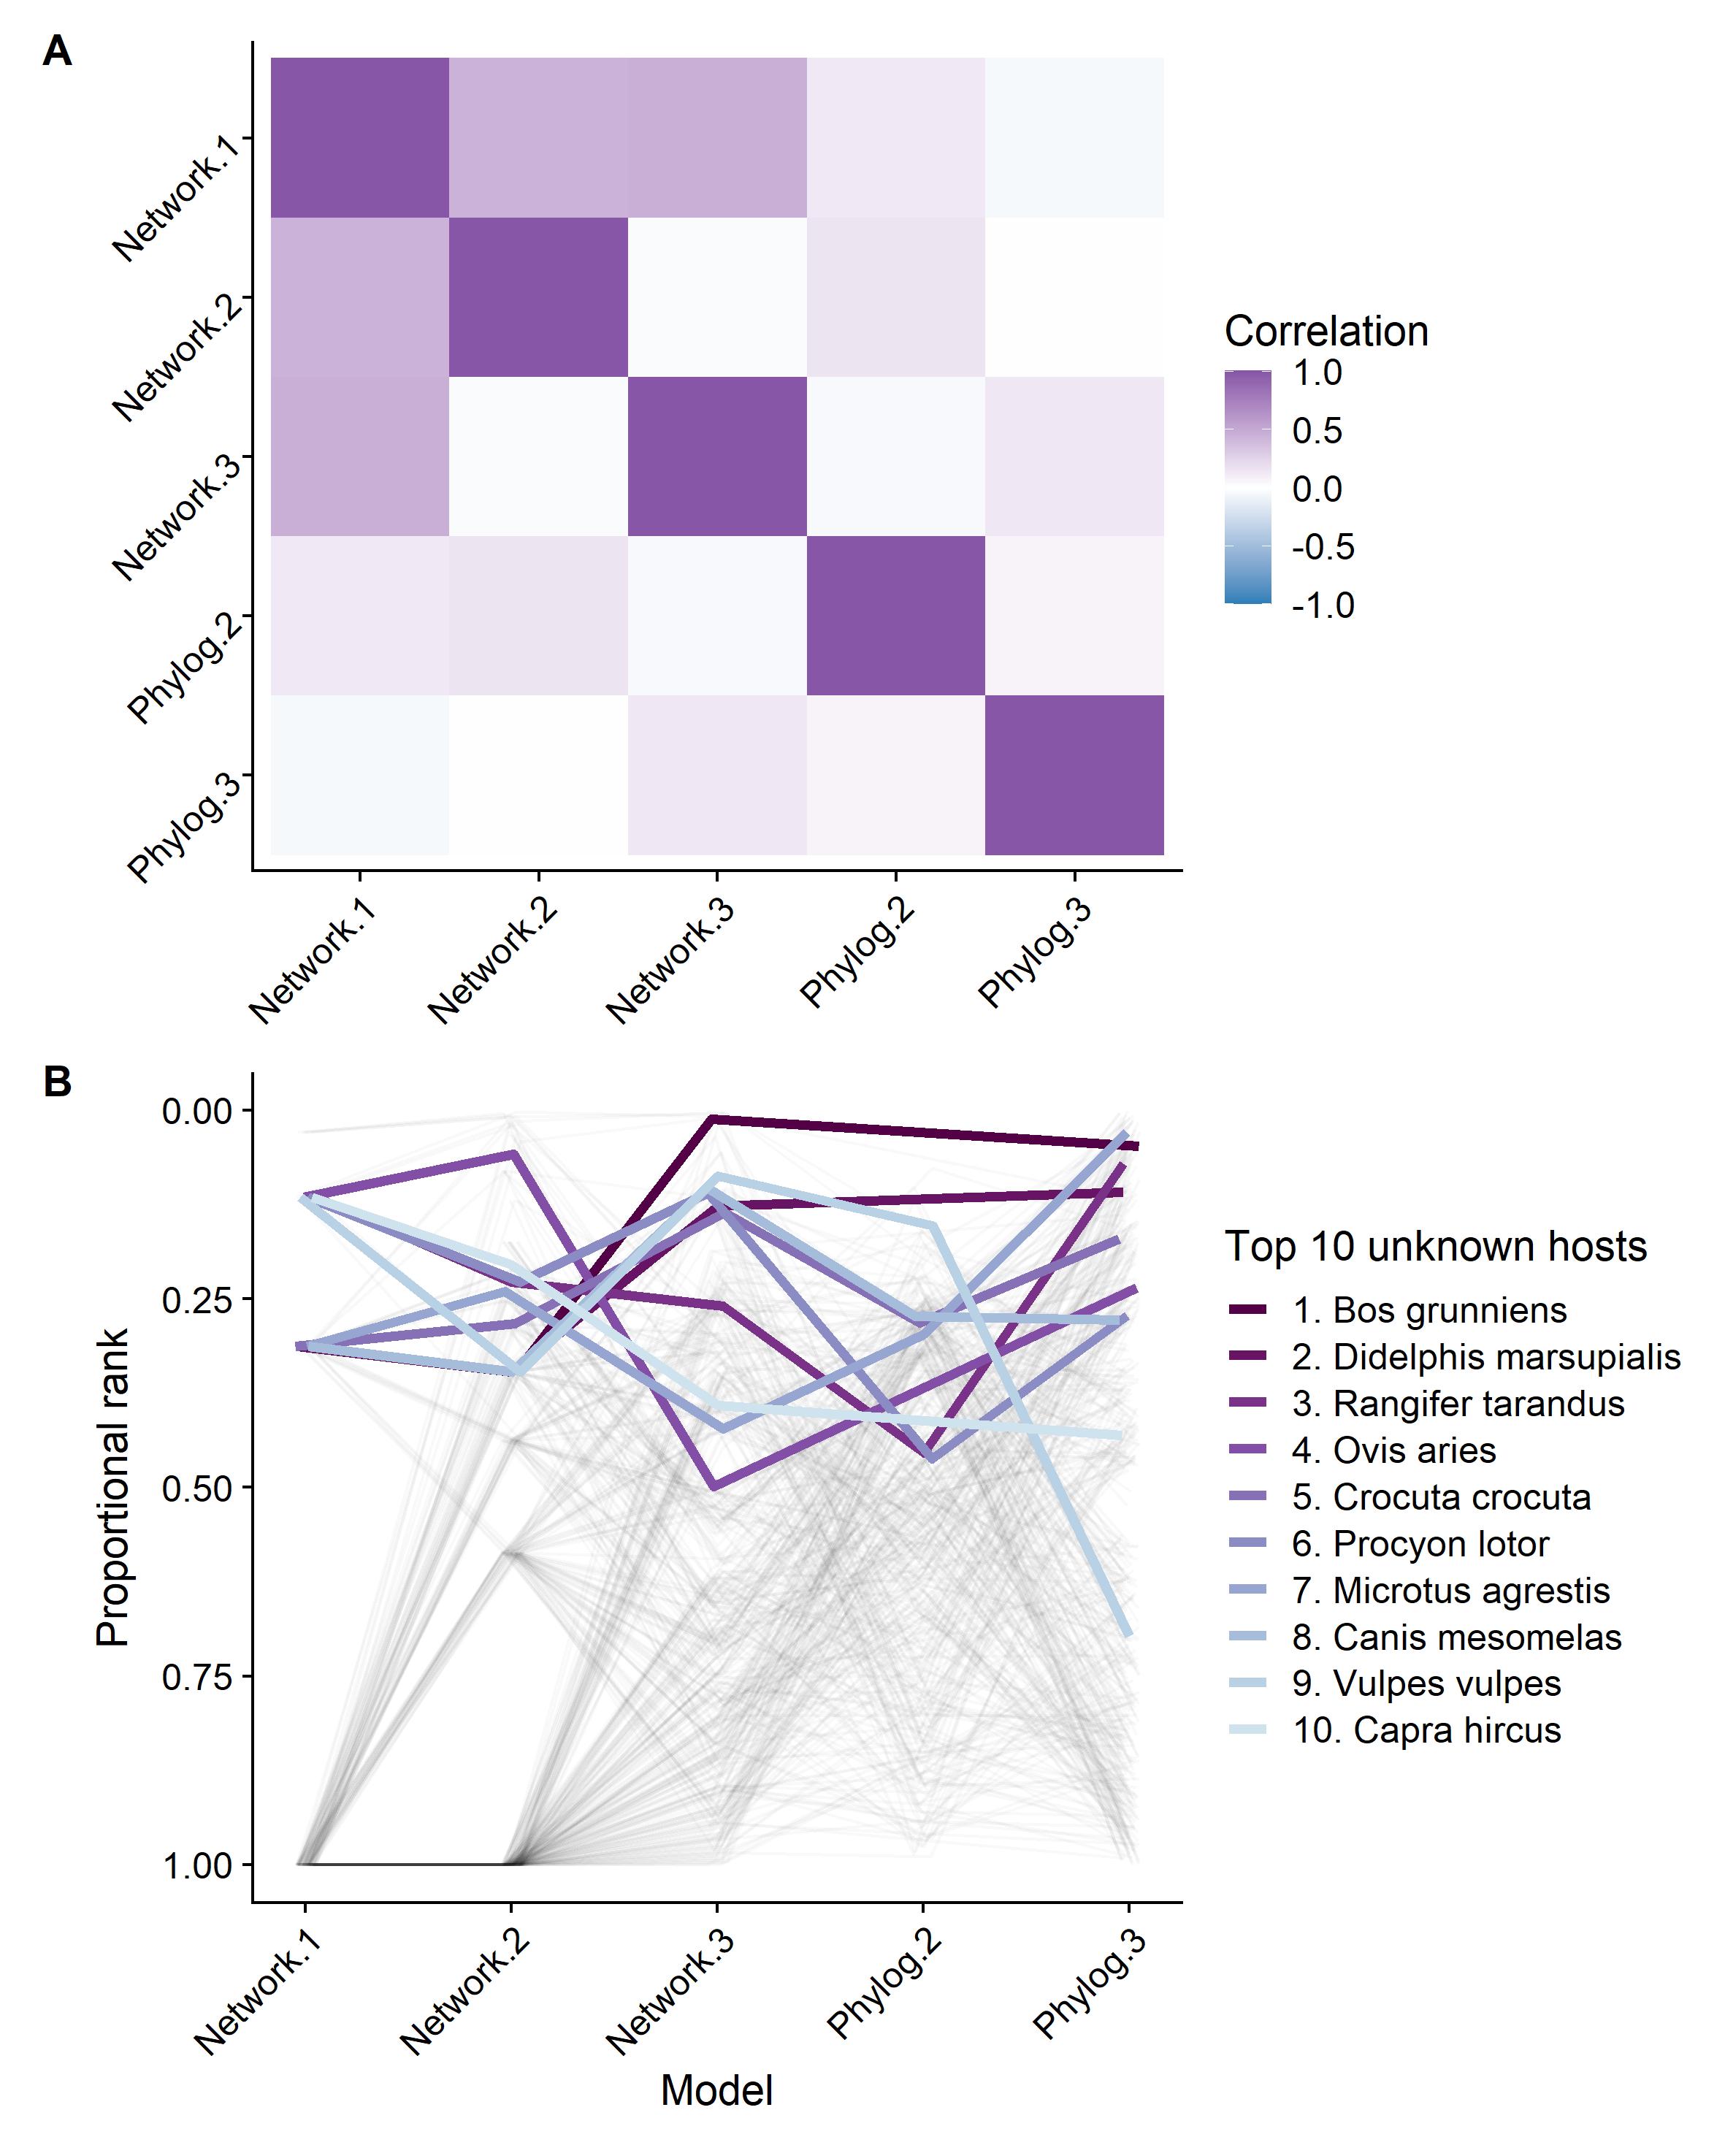 A
Network.1
Network.2
Network.3
Phylog.2
Phylog.3
Network.1
Network.2
Network.3
Phylog.2
Phylog.3
Correlation
1.0
0.5
0.0
-0.5
-1.0
B
Proportional rank
0.00
0.25
0.50
0.75
1.00
Network.1
Network.2
Network.3
Phylog.2
Phylog.3
Model
Top 10 unknown hosts
1. Bos grunniens
2. Didelphis marsupialis
3. Rangifer tarandus
4. Ovis aries
5. Crocuta crocuta
6. Procyon lotor
7. Microtus agrestis
8. Canis mesomelas
9. Vulpes vulpes
10. Capra hircus